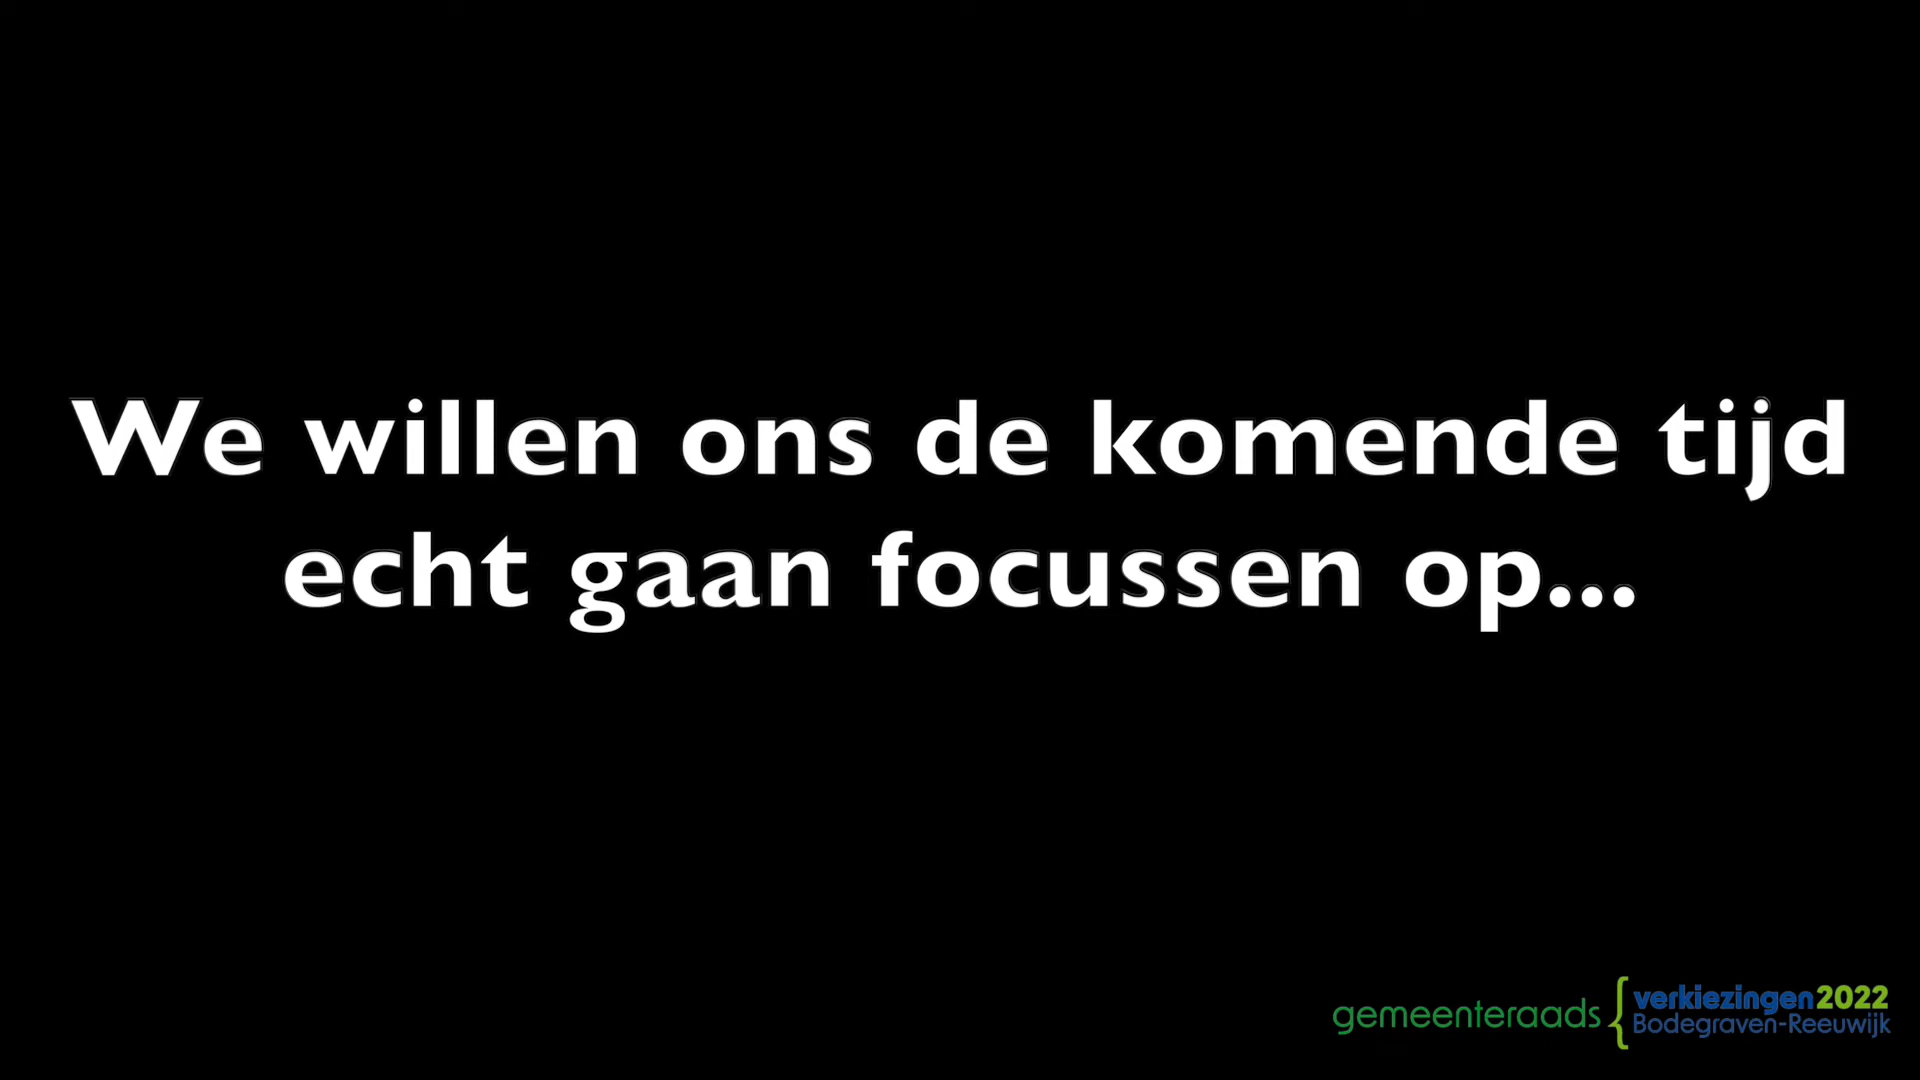 We willen ons de komende tijd
echt gaan focussen op...
gemeenteraads
verkiezingen2022
Bodegraven-Reeuwijk